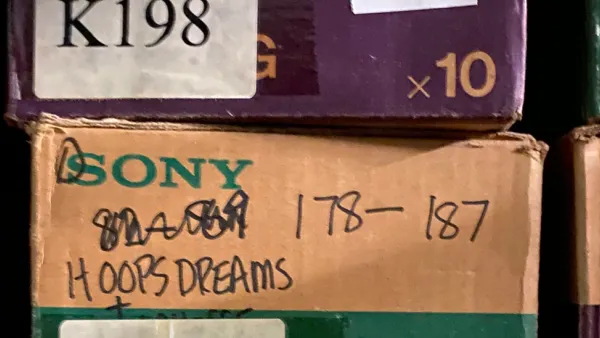 K198
G
×10
D
SONY
178- 187
HOOPS DREAMS
+